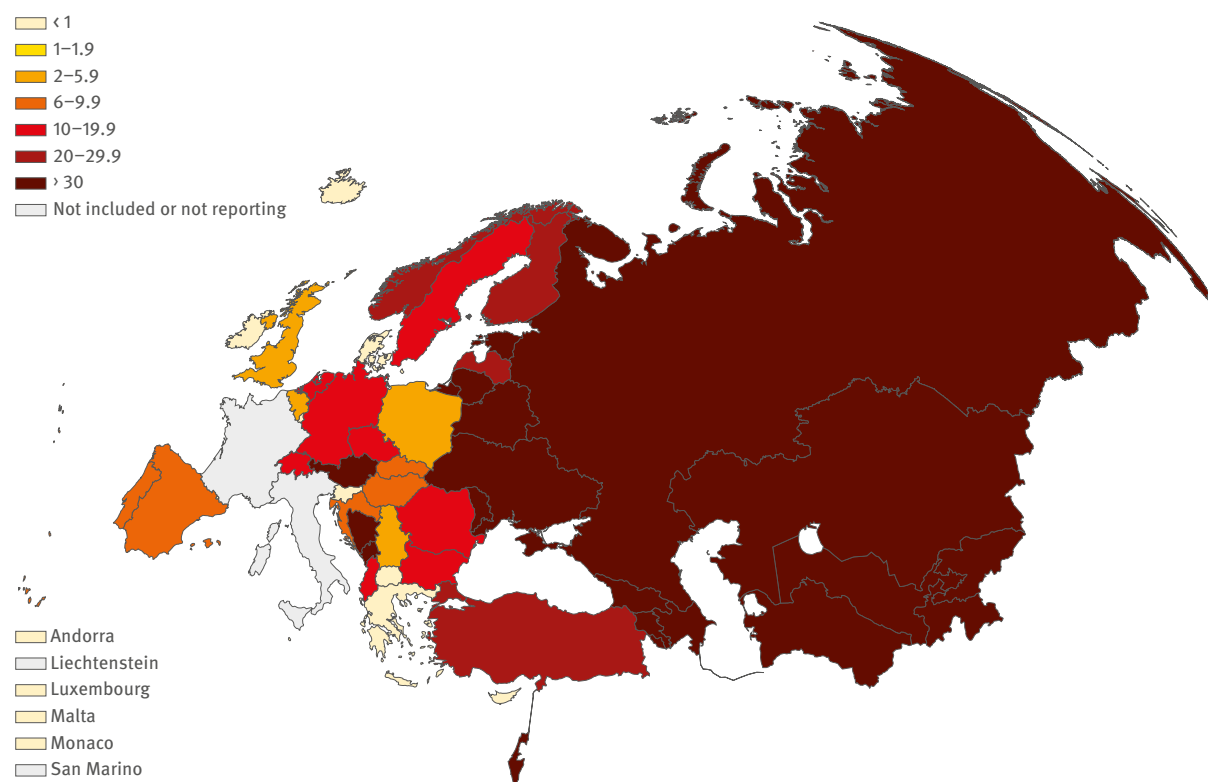 ‹ 1
1–1.9
2–5.9
6–9.9
10–19.9
20–29.9
› 30
Not included or not reporting
Andorra
Liechtenstein
Luxembourg
Malta
Monaco
San Marino